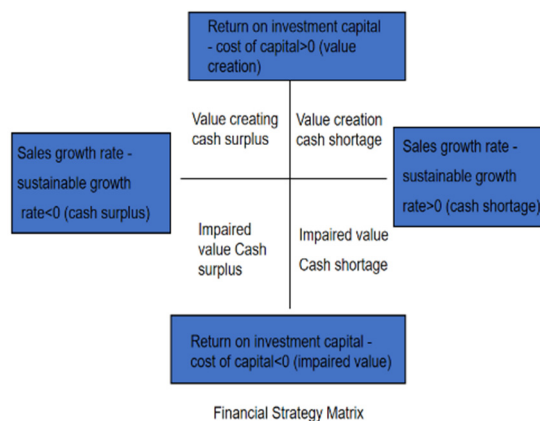 Return on investment capital
- cost of capital>0 (value
creation)
Value creating
cash surplus
Value creation
cash shortage
Sales growth rate -
sustainable growth
rate<0 (cash surplus)
Sales growth rate -
sustainable growth
rate>0 (cash shortage)
Impaired
value Cash
surplus
Impaired value
Cash shortage
Return on investment capital -
cost of capital<0 (impaired value)
Financial Strategy Matrix